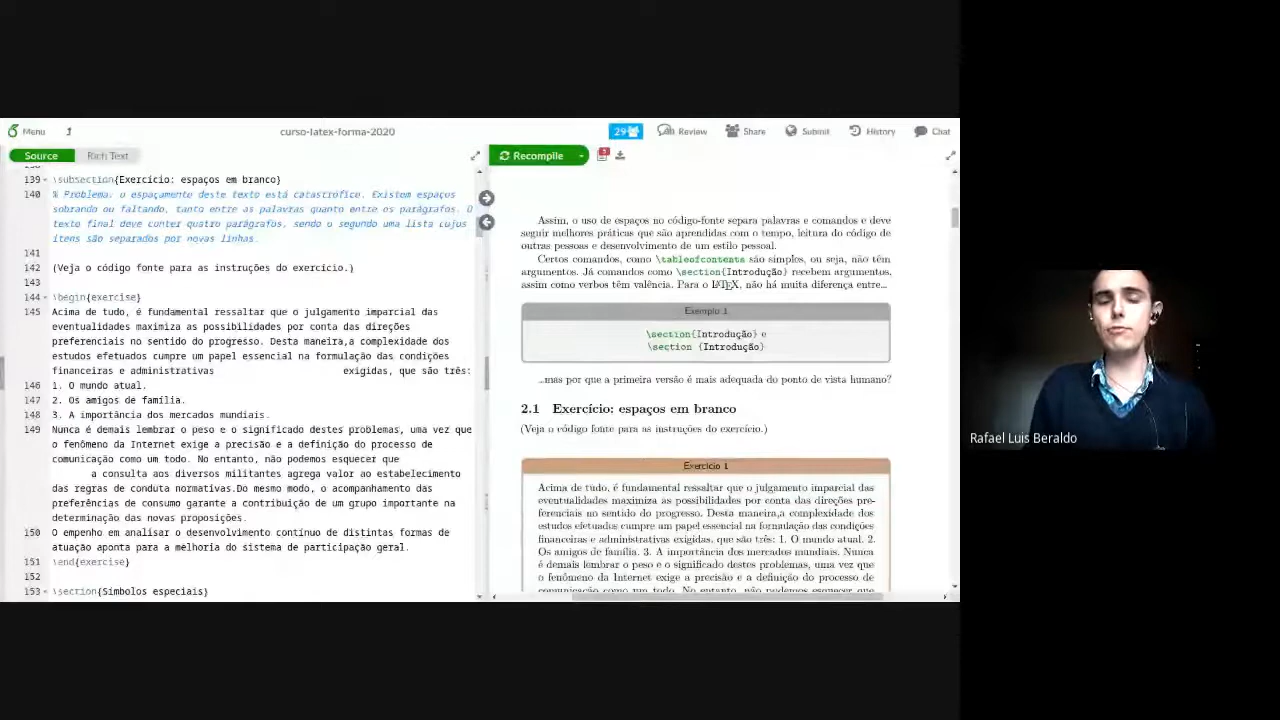 Menu
curso-latex-forma-2020
29
Review
Share
Submit
History
Chat
Source
Rich Text
Recompile
139 \subsection{Exercício: espaços em branco}
140 % Problema: o espaçamento deste texto está catastrófico. Existem espaços
sobrando ou faltando, tanto entre as palavras quanto entre os parágrafos. O
texto final deve conter quatro parágrafos, sendo o segundo uma lista cujos
itens são separados por novas linhas.
141
142 (Veja o código fonte para as instruções do exercício.)
143
144 \begin{exercise}
145 Acima de tudo, é fundamental ressaltar que o julgamento imparcial das
eventualidades maximiza as possibilidades por conta das direções
preferenciais no sentido do progresso. Desta maneira,a complexidade dos
estudos efetuados cumpre um papel essencial na formulação das condições
financeiras e administrativas exigidas, que são três:
146 1. O mundo atual.
147 2. Os amigos de família.
148 3. A importância dos mercados mundiais.
149 Nunca é demais lembrar o peso e o significado destes problemas, uma vez que
o fenômeno da Internet exige a precisão e a definição do processo de
comunicação como um todo. No entanto, não podemos esquecer que
a consulta aos diversos militantes agrega valor ao estabelecimento
das regras de conduta normativas.Do mesmo modo, o acompanhamento das
preferências de consumo garante a contribuição de um grupo importante na
determinação das novas proposições.
150 O empenho em analisar o desenvolvimento contínuo de distintas formas de
atuação aponta para a melhoria do sistema de participação geral.
151 \end{exercise}
152
153 \section{Símbolos especiais}
Assim, o uso de espaços no código-fonte separa palavras e comandos e deve
seguir melhores práticas que são aprendidas com o tempo, leitura do código de
outras pessoas e desenvolvimento de um estilo pessoal.
Certos comandos, como \tableofcontents são simples, ou seja, não têm
argumentos. Já comandos como \section{Introdução} recebem argumentos,
assim como verbos têm valência. Para o LATEX, não há muita diferença entre...
Exemplo 1
\section{Introdução} e
\section {Introdução}
...mas por que a primeira versão é mais adequada do ponto de vista humano?
2.1 Exercício: espaços em branco
(Veja o código fonte para as instruções do exercício.)
Exercício 1
Acima de tudo, é fundamental ressaltar que o julgamento imparcial das
eventualidades maximiza as possibilidades por conta das direções pre-
ferenciais no sentido do progresso. Desta maneira,a complexidade dos
estudos efetuados cumpre um papel essencial na formulação das condições
financeiras e administrativas exigidas, que são três: 1. O mundo atual. 2.
Os amigos de família. 3. A importância dos mercados mundiais. Nunca
é demais lembrar o peso e o significado destes problemas, uma vez que
o fenômeno da Internet exige a precisão e a definição do processo de
comunicação como um todo. No entanto, não podemos esquecer que
Rafael Luis Beraldo